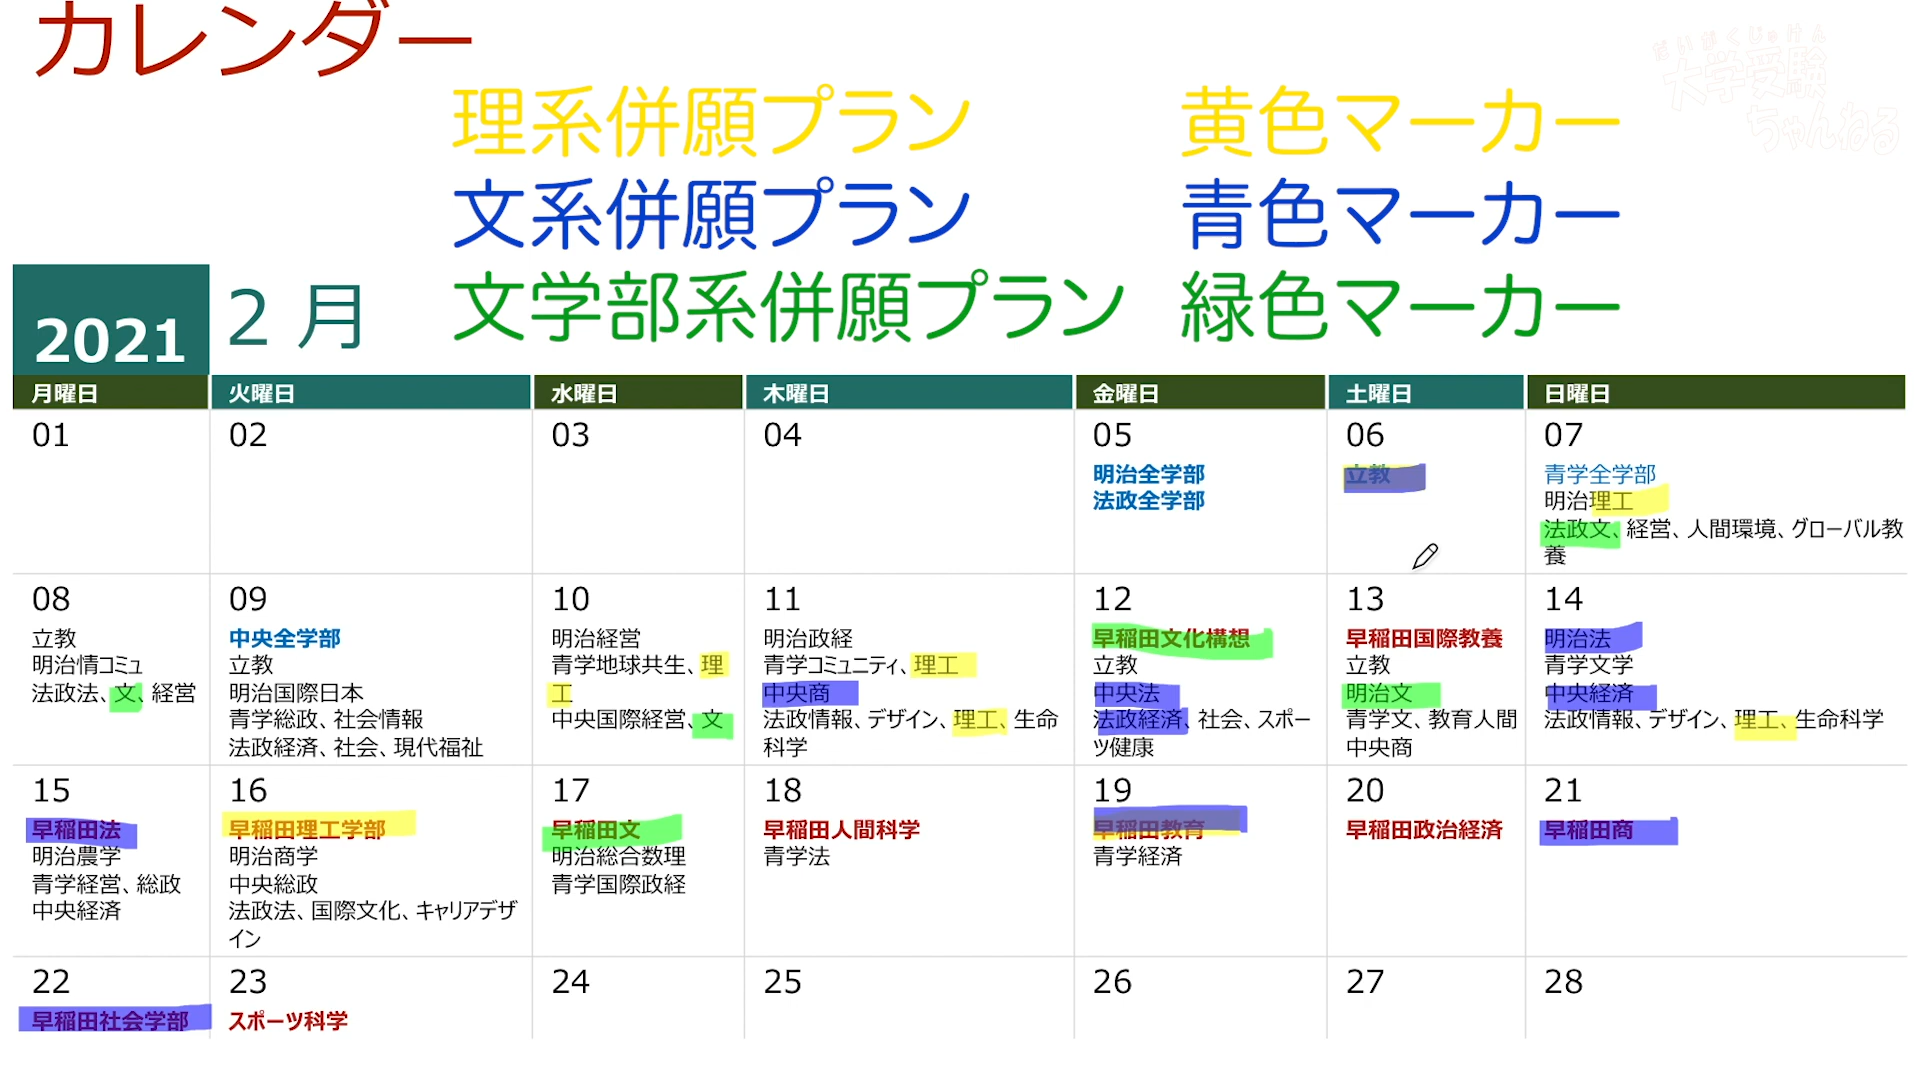 カレンダー
だいがくじゅけん
大学受験
ちゃんねる
理系併願プラン 黄色マーカー
文系併願プラン 青色マーカー
文学部系併願プラン 緑色マーカー
2021 2 月
月曜日 火曜日 水曜日 木曜日 金曜日 土曜日 日曜日
01
02
03
04
05
明治全学部
法政全学部
06
立教
07
青学全学部
明治理工
法政文、経営、人間環境、グローバル教
養
08
立教
明治情コミュ
法政法、文、経営
09
中央全学部
立教
明治国際日本
青学総政、社会情報
法政経済、社会、現代福祉
10
明治経営
青学地球共生、理
工
中央国際経営、文
11
明治政経
青学コミュニティ、理工
中央商
法政情報、デザイン、理工、生命
科学
12
早稲田文化構想
立教
中央法
法政経済、社会、スポー
ツ健康
13
早稲田国際教養
立教
明治文
青学文、教育人間
中央商
14
明治法
青学文学
中央経済
法政情報、デザイン、理工、生命科学
15
早稲田法
明治農学
青学経営、総政
中央経済
16
早稲田理工学部
明治商学
中央総政
法政法、国際文化、キャリアデザ
イン
17
早稲田文
明治総合数理
青学国際政経
18
早稲田人間科学
青学法
19
早稲田教育
青学経済
20
早稲田政治経済
21
早稲田商
22
早稲田社会学部
23
スポーツ科学
24
25
26
27
28